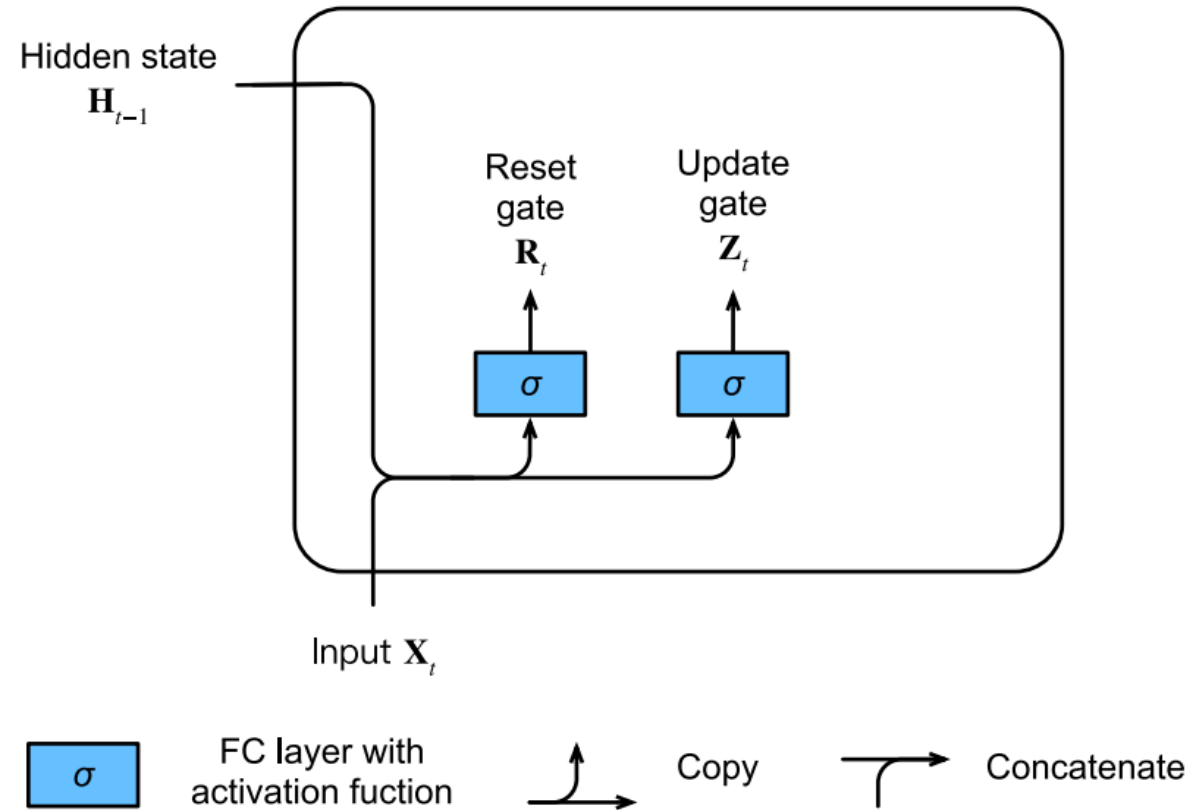 Hidden state
H_{t−1}
Reset
gate
R_t
Update
gate
Z_t
σ
σ
Input X_t
σ
FC layer with
activation fuction
Copy
Concatenate